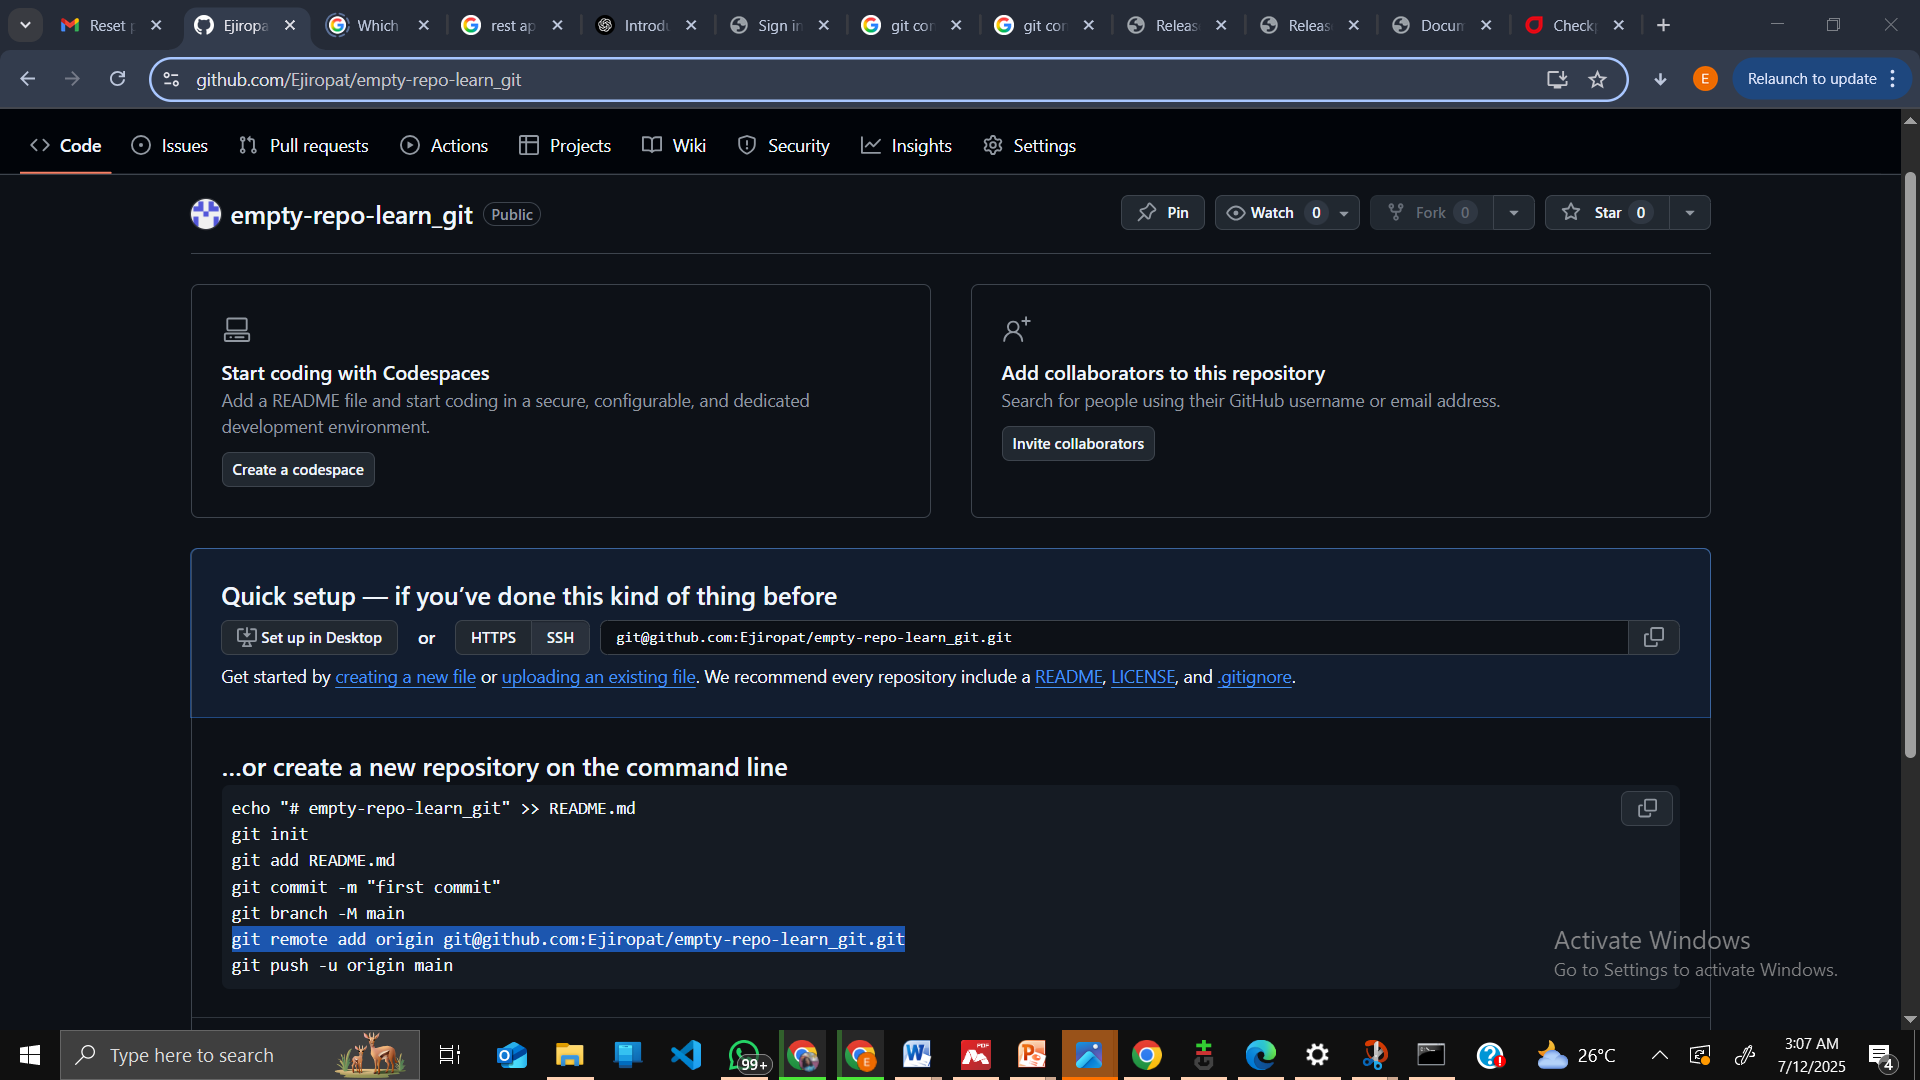 Reset p
Ejiropa
Which
rest ap
Introdu
Sign in
git con
git con
Releas
Releas
Docum
Check
github.com/Ejiropat/empty-repo-learn_git
E
Relaunch to update
Code
Issues
Pull requests
Actions
Projects
Wiki
Security
Insights
Settings
empty-repo-learn_git Public
Pin
Watch 0
Fork 0
Star 0
Start coding with Codespaces
Add a README file and start coding in a secure, configurable, and dedicated
development environment.
Create a codespace
Add collaborators to this repository
Search for people using their GitHub username or email address.
Invite collaborators
Quick setup — if you’ve done this kind of thing before
Set up in Desktop or HTTPS SSH git@github.com:Ejiropat/empty-repo-learn_git.git
Get started by creating a new file or uploading an existing file. We recommend every repository include a README, LICENSE, and .gitignore.
…or create a new repository on the command line
echo "# empty-repo-learn_git" >> README.md
git init
git add README.md
git commit -m "first commit"
git branch -M main
git remote add origin git@github.com:Ejiropat/empty-repo-learn_git.git
git push -u origin main
Activate Windows
Go to Settings to activate Windows.
Type here to search
99+
26°C
3:07 AM
7/12/2025
4